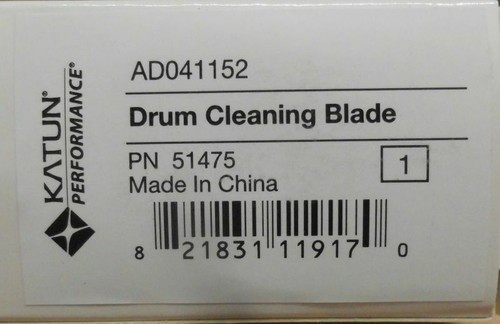 KATUN®
PERFORMANCE®
AD041152
Drum Cleaning Blade
PN 51475
1
Made In China
8 21831 11917 0